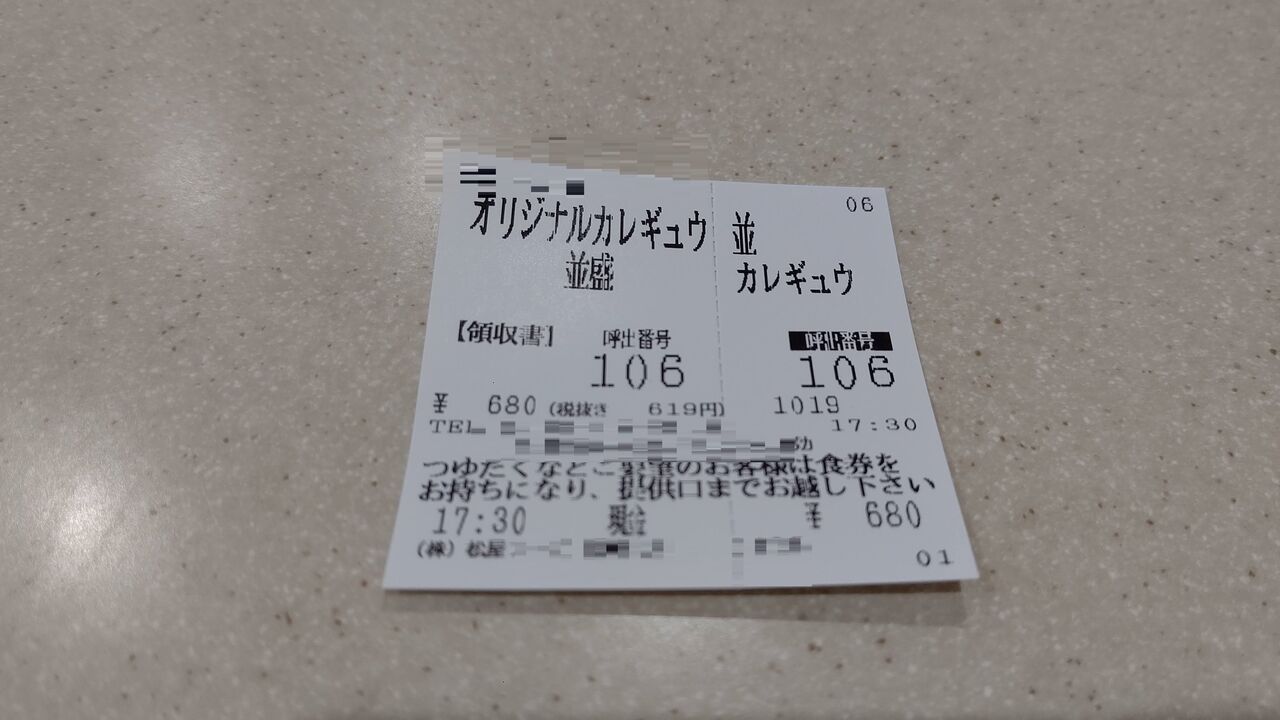 06
オリジナルカレギュウ 並
並盛 カレギュウ
【領収書】 呼出番号 呼出番号
106 106
¥ 680 (税抜き 619円) 1019
TEL 17:30
つゆだくなどご要望のお客様は食券を
お持ちになり、提供口までお越し下さい
17:30 現 ¥ 680
(株)松屋
01